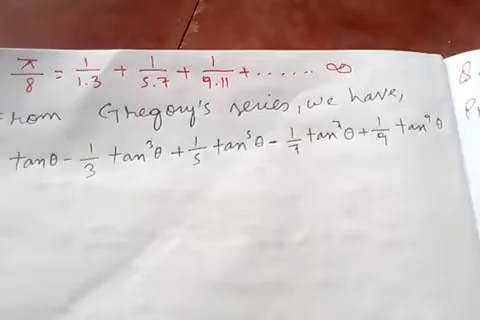 π/8 = 1/1.3 + 1/5.7 + 1/9.11 + ...... ∞
From Gregory's series, we have,
tanθ - 1/3 tan³θ + 1/5 tan⁵θ - 1/7 tan⁷θ + 1/9 tan⁹θ